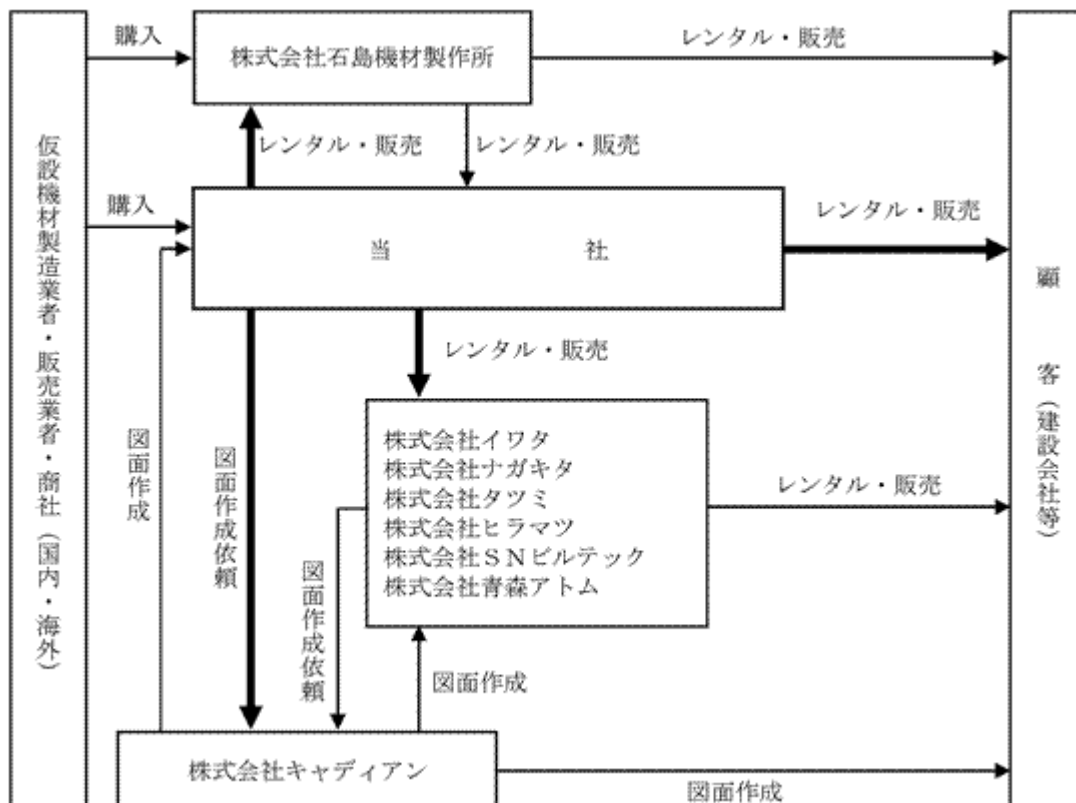 仮設機材製造業者・販売業者・商社（国内・海外）
購入
株式会社石島機材製作所
レンタル・販売
レンタル・販売
レンタル・販売
購入
当社
レンタル・販売
顧客（建設会社等）
レンタル・販売
図面作成
図面作成依頼
株式会社イワタ
株式会社ナガキタ
株式会社タツミ
株式会社ヒラマツ
株式会社ＳＮビルテック
株式会社青森アトム
レンタル・販売
図面作成依頼
図面作成
株式会社キャディアン
図面作成